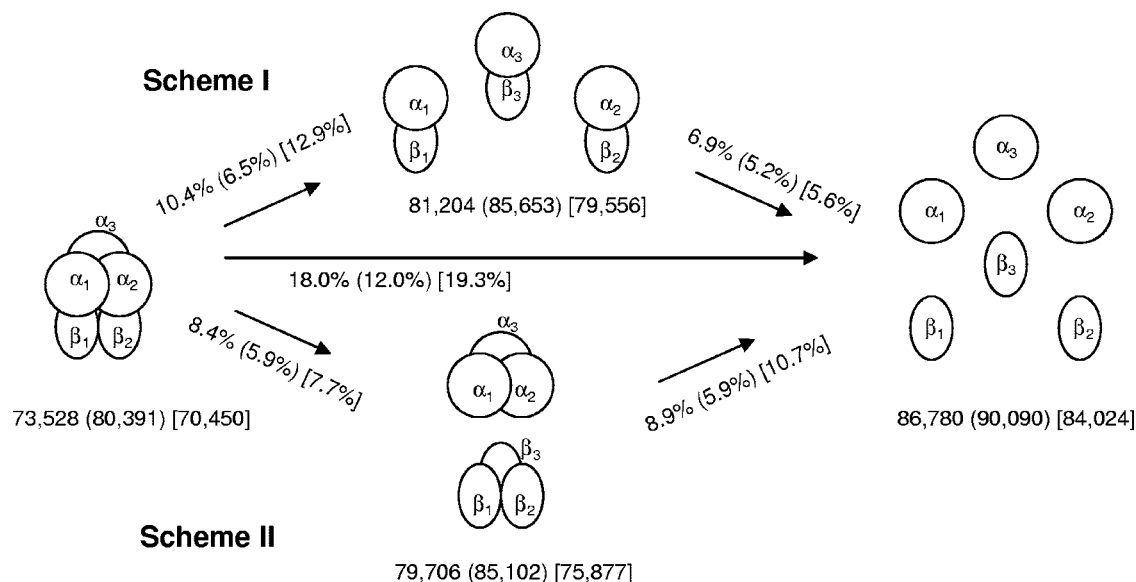 Scheme I
α₃
β₃
α₁
β₁
α₂
β₂
10.4% (6.5%) [12.9%]
6.9% (5.2%) [5.6%]
81,204 (85,653) [79,556]
α₃
α₁ α₂
β₁ β₂
73,528 (80,391) [70,450]
18.0% (12.0%) [19.3%]
8.4% (5.9%) [7.7%]
8.9% (5.9%) [10.7%]
α₃
α₁ α₂
β₃
β₁ β₂
79,706 (85,102) [75,877]
α₃
α₁ α₂
β₃
β₁ β₂
86,780 (90,090) [84,024]
Scheme II